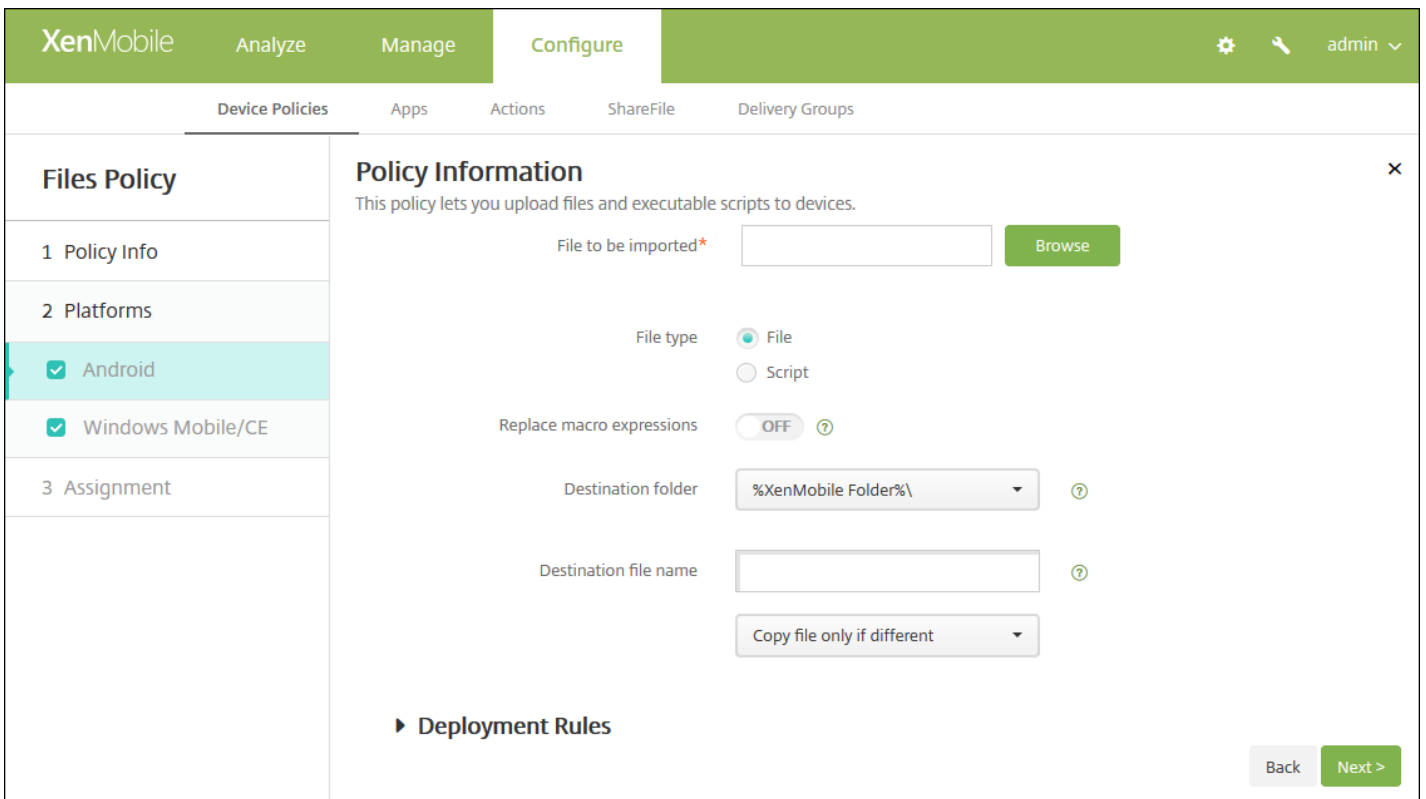 XenMobile Analyze Manage Configure admin
Device Policies Apps Actions ShareFile Delivery Groups
Files Policy
1 Policy Info
2 Platforms
Android
Windows Mobile/CE
3 Assignment
Policy Information
This policy lets you upload files and executable scripts to devices.
File to be imported* Browse
File type File
Script
Replace macro expressions OFF ?
Destination folder %XenMobile Folder%\ ?
Destination file name ?
Copy file only if different
Deployment Rules
Back Next >